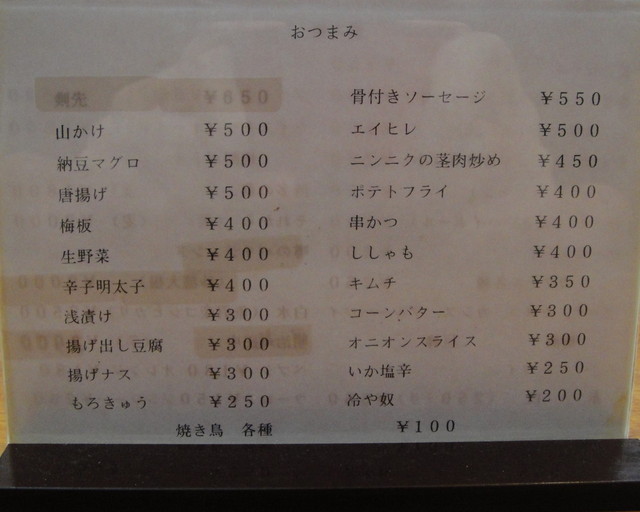 おつまみ
剣先 ¥650
山かけ ¥500
納豆マグロ ¥500
唐揚げ ¥500
梅板 ¥400
生野菜 ¥400
辛子明太子 ¥400
浅漬け ¥300
揚げ出し豆腐 ¥300
揚げナス ¥300
もろきゅう ¥250
骨付きソーセージ ¥550
エイヒレ ¥500
ニンニクの茎肉炒め ¥450
ポテトフライ ¥400
串かつ ¥400
ししゃも ¥400
キムチ ¥350
コーンバター ¥300
オニオンスライス ¥300
いか塩辛 ¥250
冷や奴 ¥200
焼き鳥 各種 ¥100